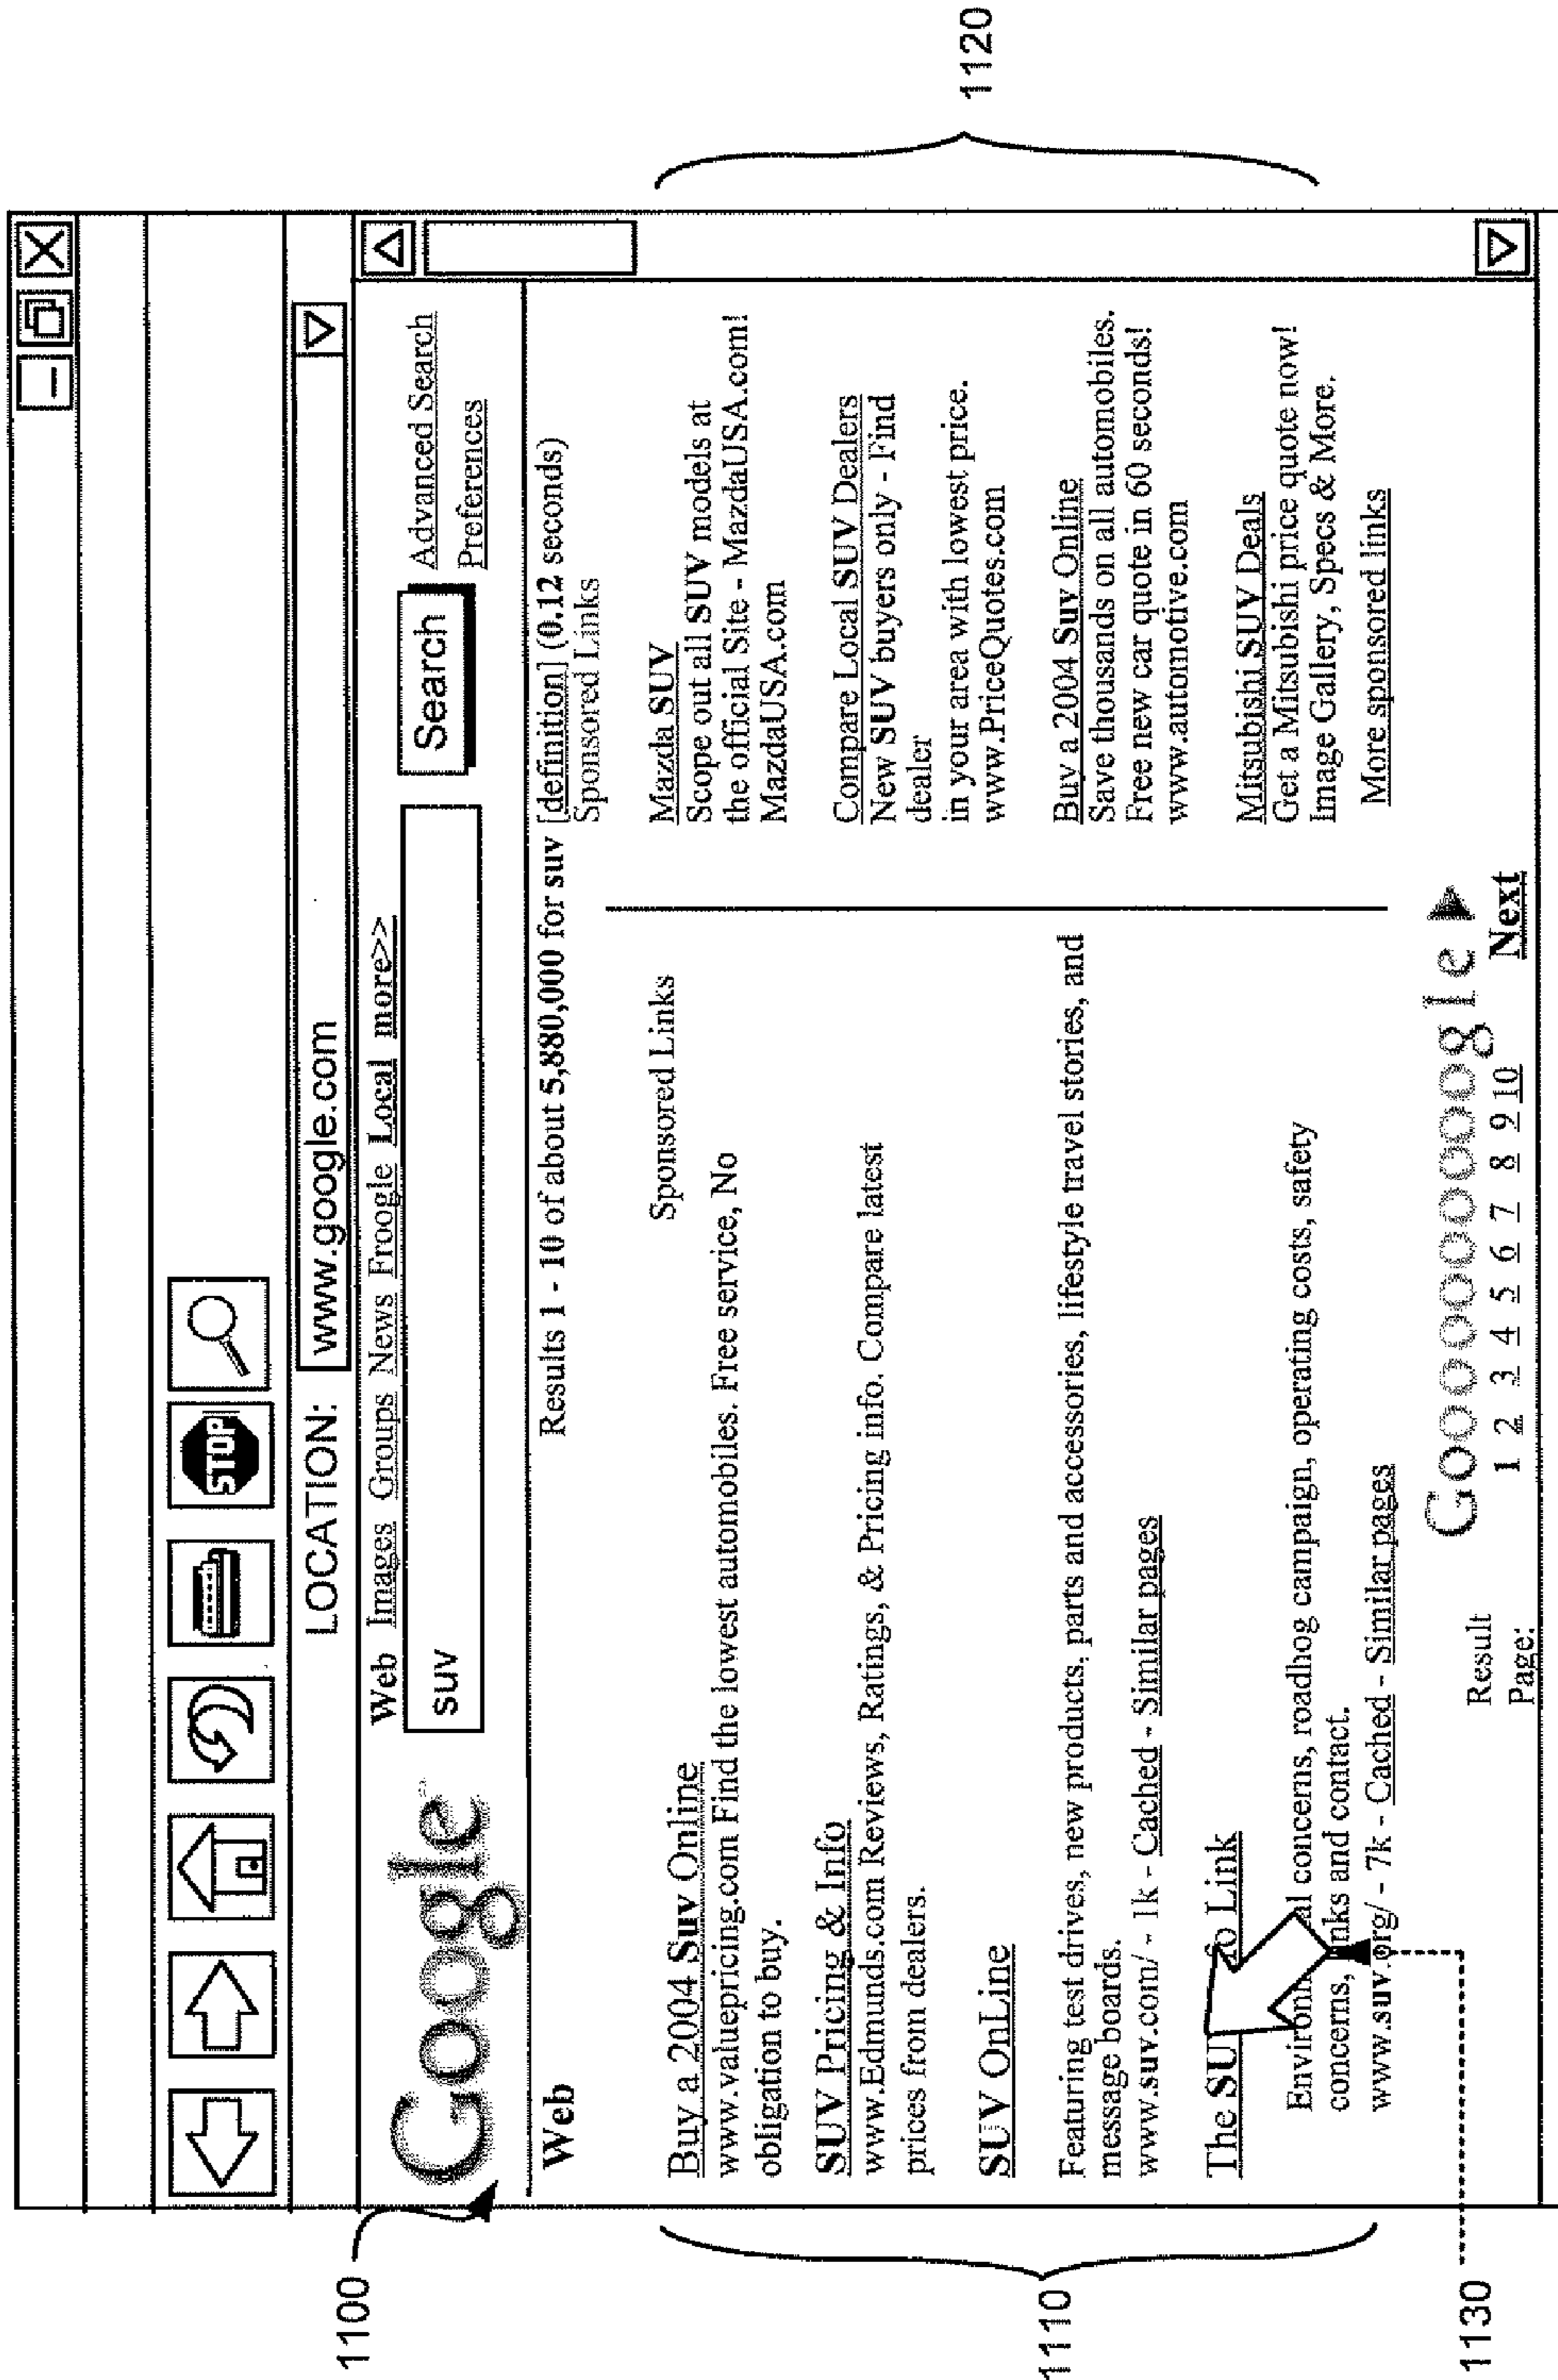 1100
STOP
LOCATION: www.google.com
Google
Web Images Groups News Froogle Local more>>
suv
Search
Advanced Search
Preferences
Web
Results 1 - 10 of about 5,880,000 for suv [definition] (0.12 seconds)
1110
Sponsored Links
Buy a 2004 Suv Online
www.valuepricing.com Find the lowest automobiles. Free service, No
obligation to buy.
SUV Pricing & Info
www.Edmunds.com Reviews, Ratings, & Pricing info. Compare latest
prices from dealers.
SUV OnLine
Featuring test drives, new products, parts and accessories, lifestyle travel stories, and
message boards.
www.suv.com/ - 1k - Cached - Similar pages
The SU fo Link
Environ al concerns, roadhog campaign, operating costs, safety
concerns, nks and contact.
www.suv.org/ - 7k - Cached - Similar pages
1130
Sponsored Links
Mazda SUV
Scope out all SUV models at
the official Site - MazdaUSA.com!
MazdaUSA.com
Compare Local SUV Dealers
New SUV buyers only - Find
dealer
in your area with lowest price.
www.PriceQuotes.com
Buy a 2004 Suv Online
Save thousands on all automobiles.
Free new car quote in 60 seconds!
www.automotive.com
Mitsubishi SUV Deals
Get a Mitsubishi price quote now!
Image Gallery, Specs & More.
More sponsored links
1120
Goooooooooogle
Result
Page:
1 2 3 4 5 6 7 8 9 10 Next